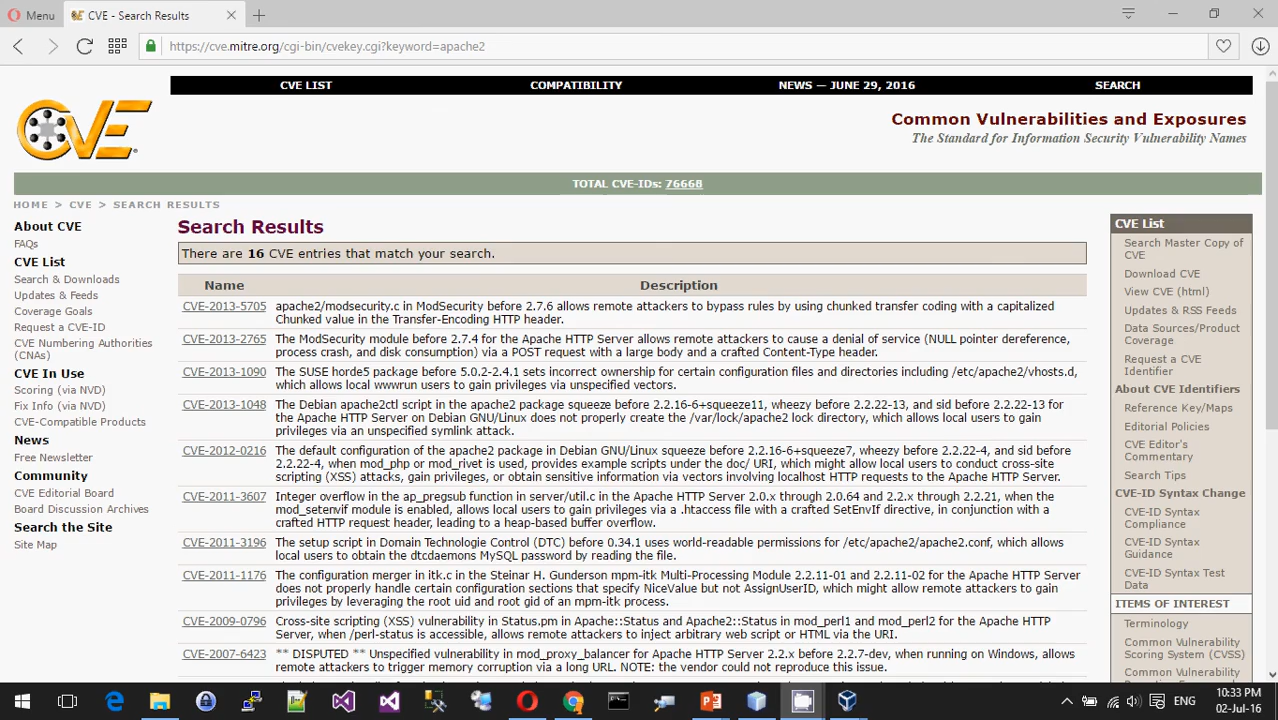 Menu
CVE - Search Results
https://cve.mitre.org/cgi-bin/cvekey.cgi?keyword=apache2
CVE LIST
COMPATIBILITY
NEWS — JUNE 29, 2016
SEARCH
CVE
Common Vulnerabilities and Exposures
The Standard for Information Security Vulnerability Names
TOTAL CVE-IDs: 76668
HOME > CVE > SEARCH RESULTS
About CVE
FAQs
CVE List
Search & Downloads
Updates & Feeds
Coverage Goals
Request a CVE-ID
CVE Numbering Authorities
(CNAs)
CVE In Use
Scoring (via NVD)
Fix Info (via NVD)
CVE-Compatible Products
News
Free Newsletter
Community
CVE Editorial Board
Board Discussion Archives
Search the Site
Site Map
Search Results
There are 16 CVE entries that match your search.
Name
Description
CVE-2013-5705
apache2/modsecurity.c in ModSecurity before 2.7.6 allows remote attackers to bypass rules by using chunked transfer coding with a capitalized
Chunked value in the Transfer-Encoding HTTP header.
CVE-2013-2765
The ModSecurity module before 2.7.4 for the Apache HTTP Server allows remote attackers to cause a denial of service (NULL pointer dereference,
process crash, and disk consumption) via a POST request with a large body and a crafted Content-Type header.
CVE-2013-1090
The SUSE horde5 package before 5.0.2-2.4.1 sets incorrect ownership for certain configuration files and directories including /etc/apache2/vhosts.d,
which allows local wwwrun users to gain privileges via unspecified vectors.
CVE-2013-1048
The Debian apache2ctl script in the apache2 package squeeze before 2.2.16-6+squeeze11, wheezy before 2.2.22-13, and sid before 2.2.22-13 for
the Apache HTTP Server on Debian GNU/Linux does not properly create the /var/lock/apache2 lock directory, which allows local users to gain
privileges via an unspecified symlink attack.
CVE-2012-0216
The default configuration of the apache2 package in Debian GNU/Linux squeeze before 2.2.16-6+squeeze7, wheezy before 2.2.22-4, and sid before
2.2.22-4, when mod_php or mod_rivet is used, provides example scripts under the doc/ URI, which might allow local users to conduct cross-site
scripting (XSS) attacks, gain privileges, or obtain sensitive information via vectors involving localhost HTTP requests to the Apache HTTP Server.
CVE-2011-3607
Integer overflow in the ap_pregsub function in server/util.c in the Apache HTTP Server 2.0.x through 2.0.64 and 2.2.x through 2.2.21, when the
mod_setenvif module is enabled, allows local users to gain privileges via a .htaccess file with a crafted SetEnvIf directive, in conjunction with a
crafted HTTP request header, leading to a heap-based buffer overflow.
CVE-2011-3196
The setup script in Domain Technologie Control (DTC) before 0.34.1 uses world-readable permissions for /etc/apache2/apache2.conf, which allows
local users to obtain the dtcdaemons MySQL password by reading the file.
CVE-2011-1176
The configuration merger in itk.c in the Steinar H. Gunderson mpm-itk Multi-Processing Module 2.2.11-01 and 2.2.11-02 for the Apache HTTP Server
does not properly handle certain configuration sections that specify NiceValue but not AssignUserID, which might allow remote attackers to gain
privileges by leveraging the root uid and root gid of an mpm-itk process.
CVE-2009-0796
Cross-site scripting (XSS) vulnerability in Status.pm in Apache::Status and Apache2::Status in mod_perl1 and mod_perl2 for the Apache HTTP
Server, when /perl-status is accessible, allows remote attackers to inject arbitrary web script or HTML via the URI.
CVE-2007-6423
** DISPUTED ** Unspecified vulnerability in mod_proxy_balancer for Apache HTTP Server 2.2.x before 2.2.7-dev, when running on Windows, allows
remote attackers to trigger memory corruption via a long URL. NOTE: the vendor could not reproduce this issue.
CVE List
Search Master Copy of
CVE
Download CVE
View CVE (html)
Updates & RSS Feeds
Data Sources/Product
Coverage
Request a CVE
Identifier
About CVE Identifiers
Reference Key/Maps
Editorial Policies
CVE Editor's
Commentary
Search Tips
CVE-ID Syntax Change
CVE-ID Syntax
Compliance
CVE-ID Syntax
Guidance
CVE-ID Syntax Test
Data
ITEMS OF INTEREST
Terminology
Common Vulnerability
Scoring System (CVSS)
Common Vulnerability
ENG
10:33 PM
02-Jul-16